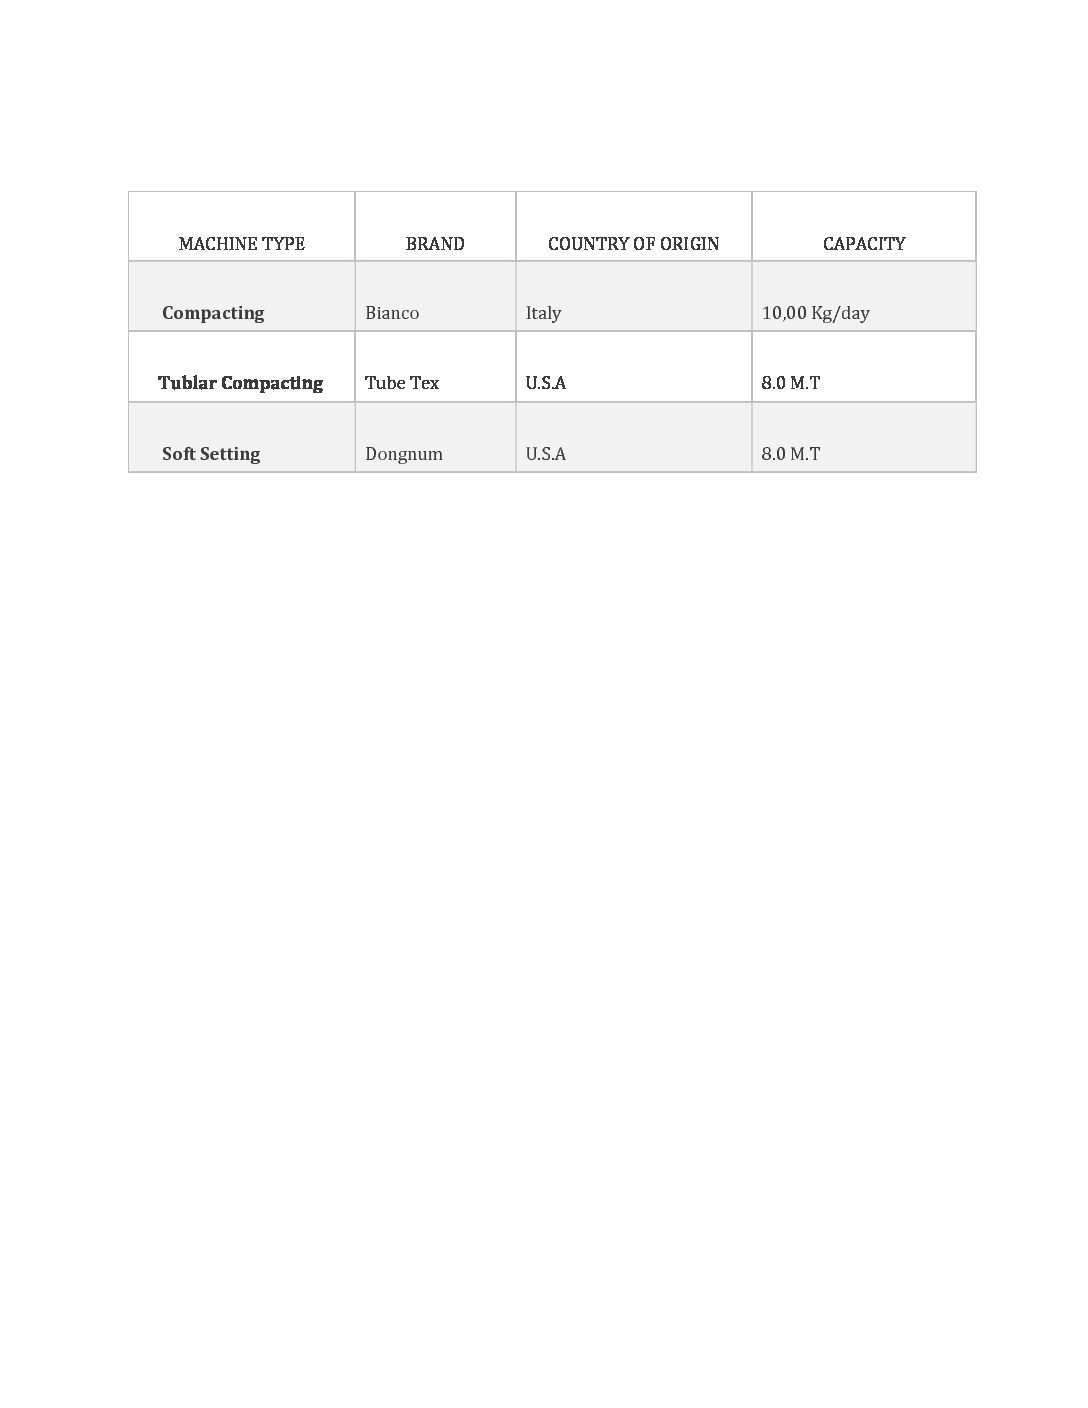 MACHINE TYPE BRAND COUNTRY OF ORIGIN CAPACITY
Compacting Bianco Italy 10,00 Kg/day
Tublar Compacting Tube Tex U.S.A 8.0 M.T
Soft Setting Dongnum U.S.A 8.0 M.T